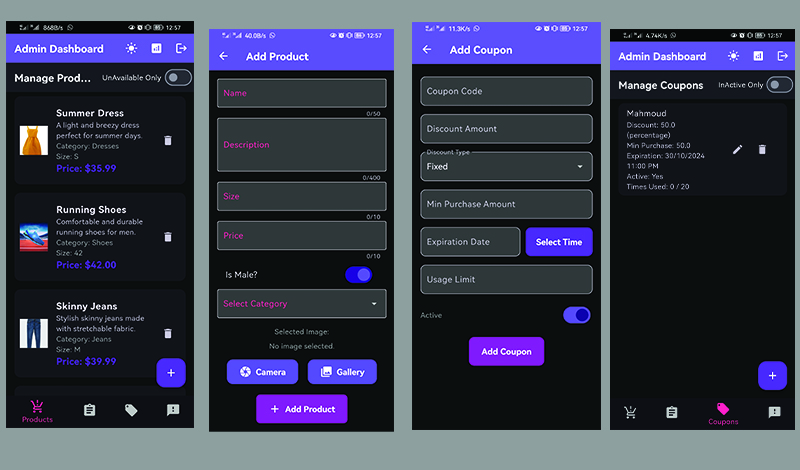 868B/s
12:57
Admin Dashboard
Manage Prod...
UnAvailable Only
Summer Dress
A light and breezy dress
perfect for summer days.
Category: Dresses
Size: S
Price: $35.99
Running Shoes
Comfortable and durable
running shoes for men.
Category: Shoes
Size: 42
Price: $42.00
Skinny Jeans
Stylish skinny jeans made
with stretchable fabric.
Category: Jeans
Size: M
Price: $39.99
+
Products
40.0B/s
12:57
Add Product
Name
0/50
Description
0/400
Size
0/10
Price
0/10
Is Male?
Select Category
Selected Image:
No image selected.
Camera
Gallery
+ Add Product
11.3K/s
12:57
Add Coupon
Coupon Code
Discount Amount
Discount Type
Fixed
Min Purchase Amount
Expiration Date
Select Time
Usage Limit
Active
Add Coupon
4.74K/s
12:57
Admin Dashboard
Manage Coupons
InActive Only
Mahmoud
Discount: 50.0
(percentage)
Min Purchase: 50.0
Expiration: 30/10/2024
11:00 PM
Active: Yes
Times Used: 0 / 20
+
Coupons